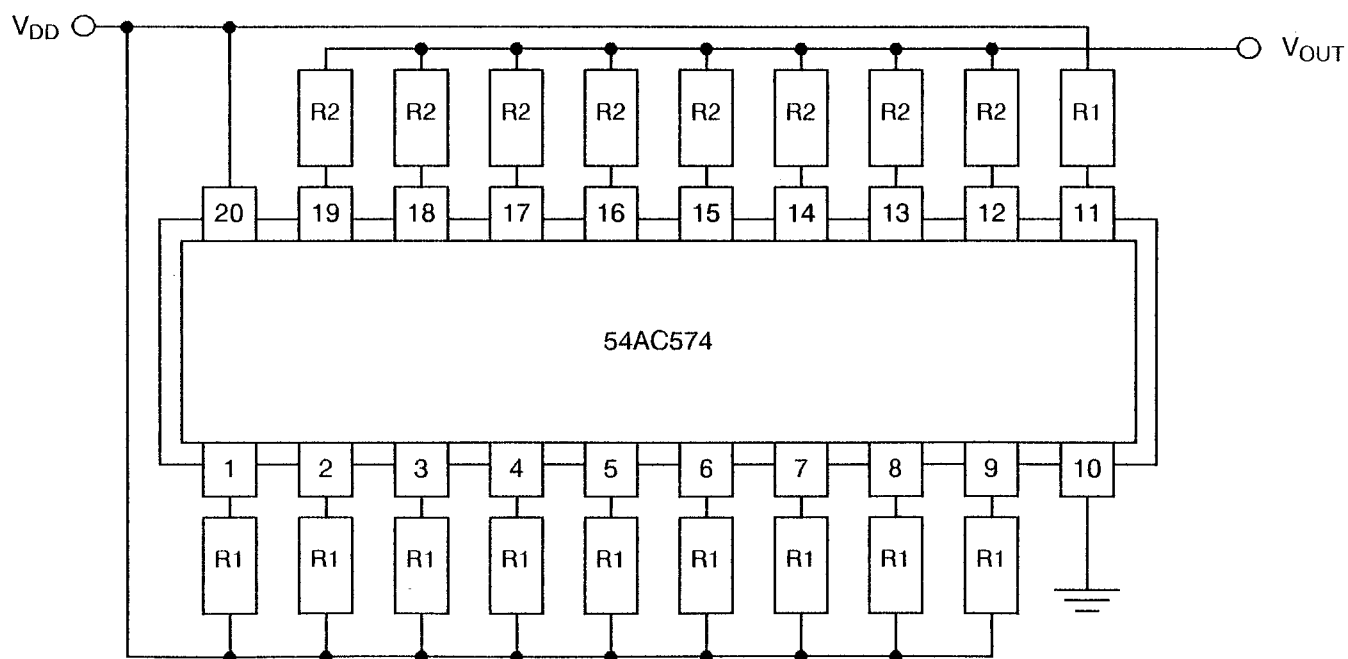 VDD VOUT
R2 R2 R2 R2 R2 R2 R2 R2 R1
20 19 18 17 16 15 14 13 12 11
54AC574
1 2 3 4 5 6 7 8 9 10
R1 R1 R1 R1 R1 R1 R1 R1 R1